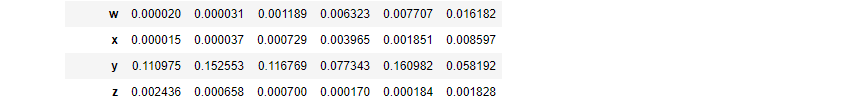 w 0.000020 0.000031 0.001189 0.006323 0.007707 0.016182
x 0.000015 0.000037 0.000729 0.003965 0.001851 0.008597
y 0.110975 0.152553 0.116769 0.077343 0.160982 0.058192
z 0.002436 0.000658 0.000700 0.000170 0.000184 0.001828